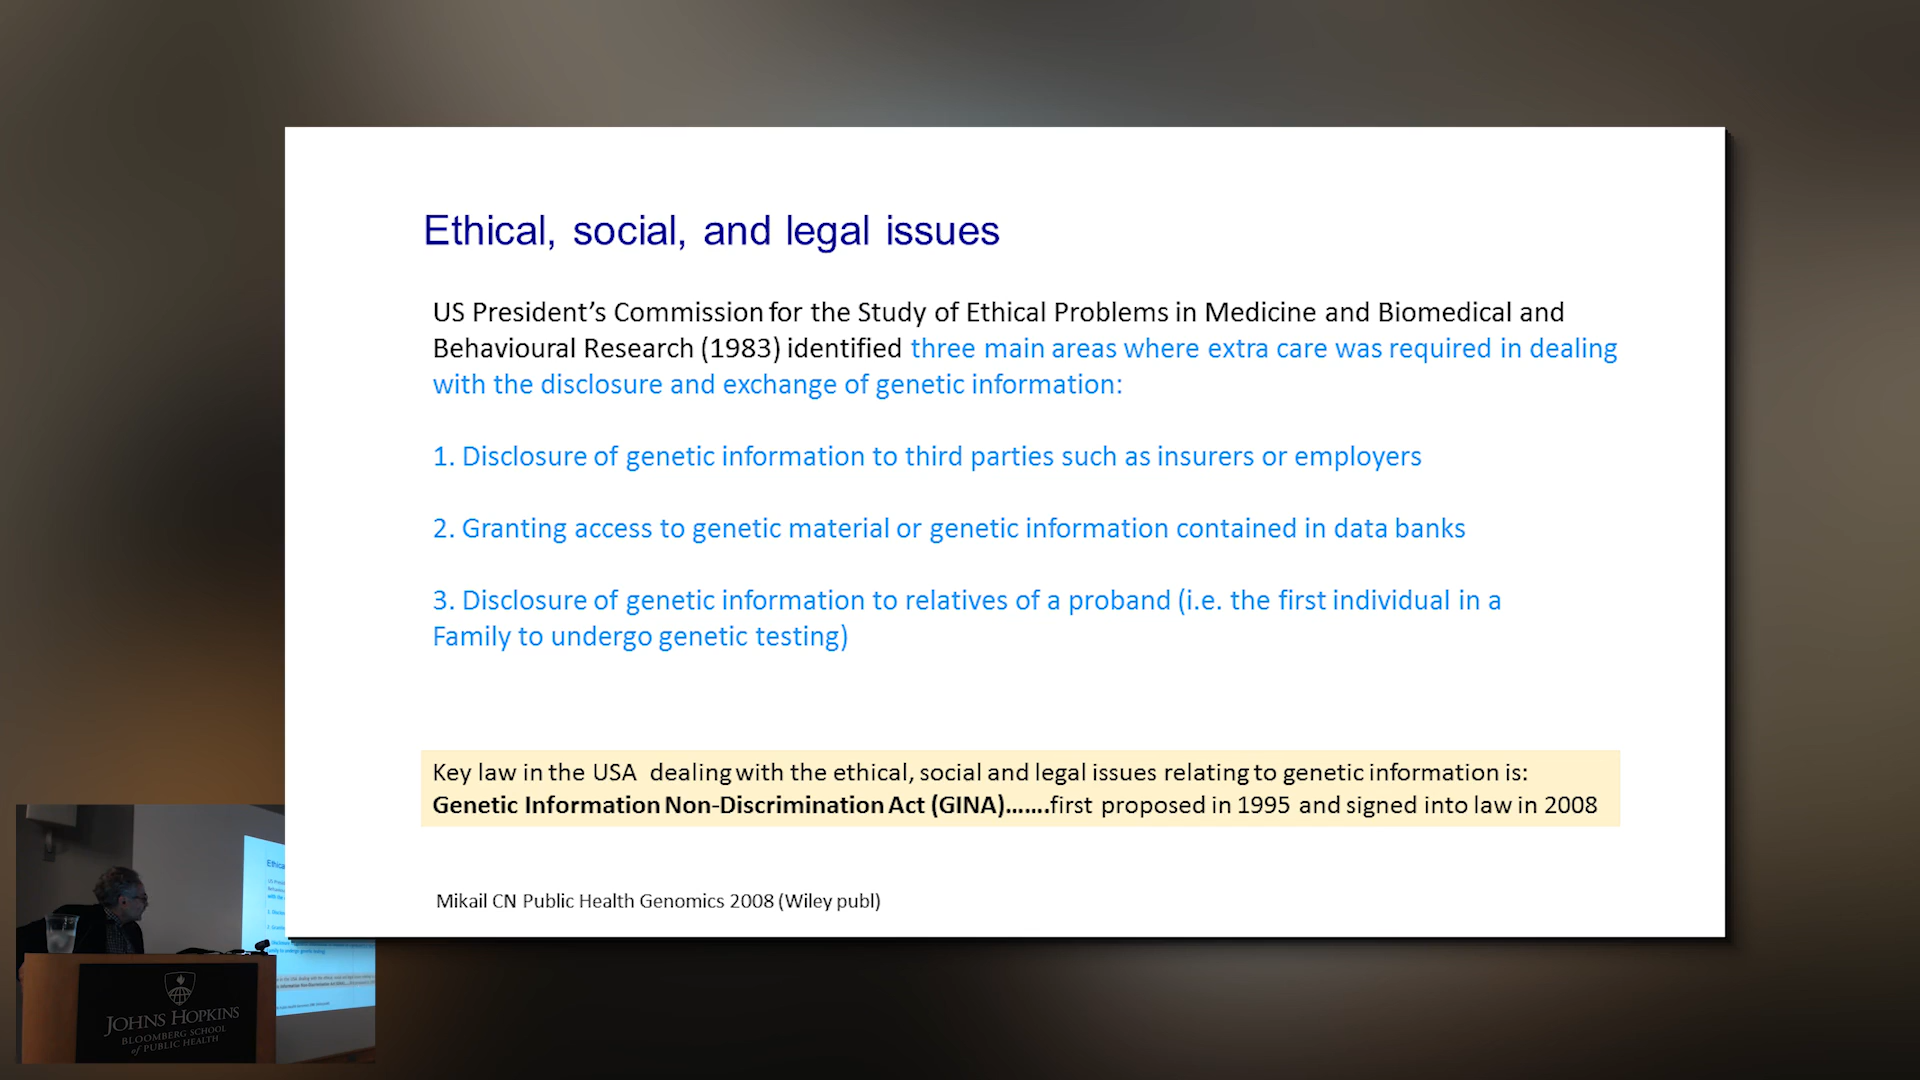 Ethical, social, and legal issues
US President’s Commission for the Study of Ethical Problems in Medicine and Biomedical and
Behavioural Research (1983) identified three main areas where extra care was required in dealing
with the disclosure and exchange of genetic information:
1. Disclosure of genetic information to third parties such as insurers or employers
2. Granting access to genetic material or genetic information contained in data banks
3. Disclosure of genetic information to relatives of a proband (i.e. the first individual in a
Family to undergo genetic testing)
Key law in the USA dealing with the ethical, social and legal issues relating to genetic information is:
Genetic Information Non-Discrimination Act (GINA).......first proposed in 1995 and signed into law in 2008
Mikail CN Public Health Genomics 2008 (Wiley publ)
JOHNS HOPKINS
BLOOMBERG SCHOOL
of PUBLIC HEALTH